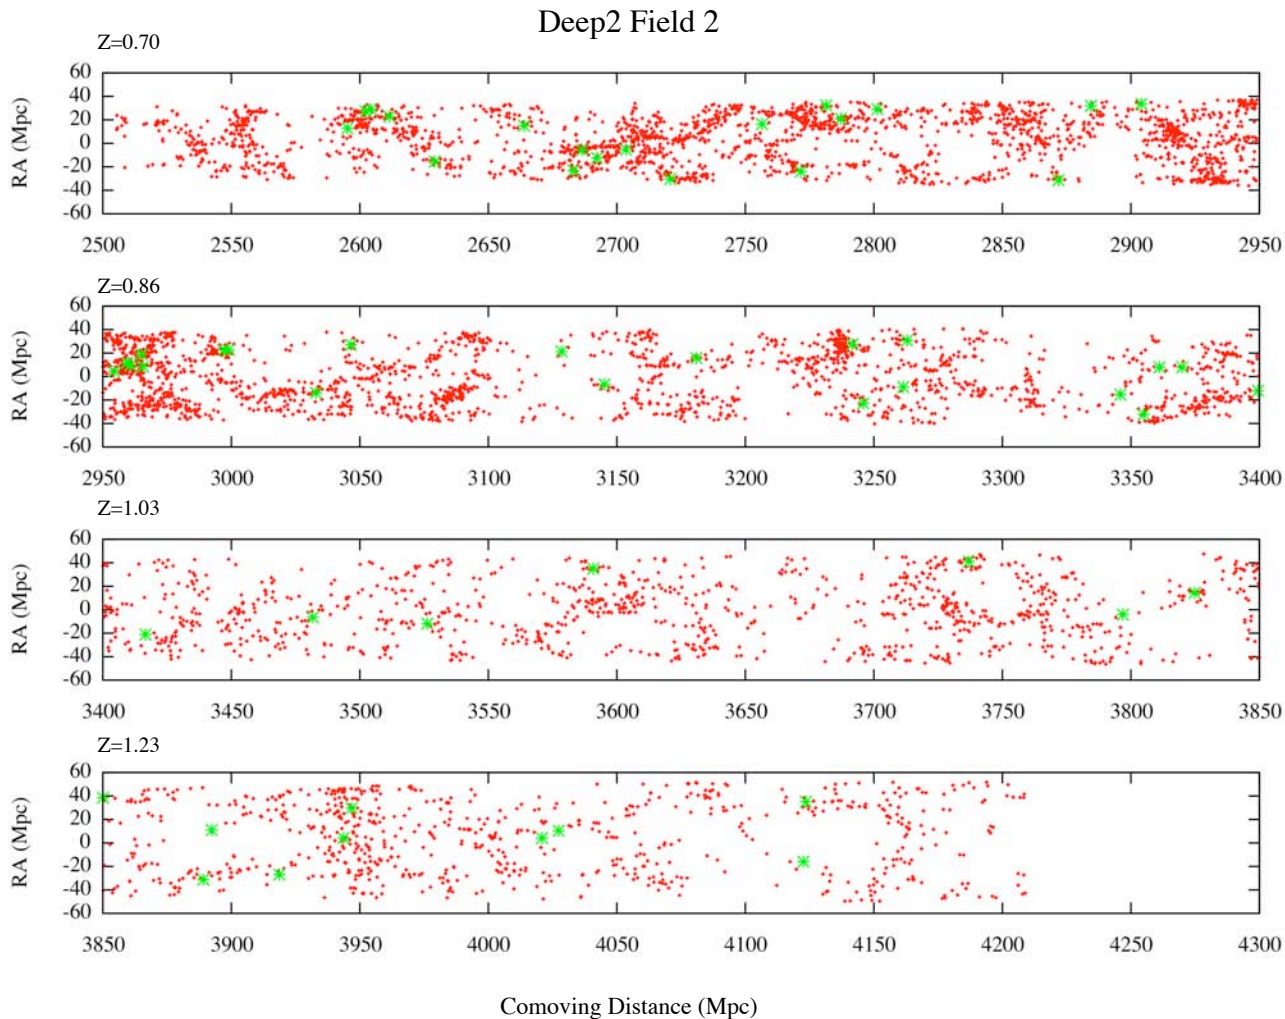 Deep2 Field 2
Z=0.70
60
40
20
0
-20
-40
-60
RA (Mpc)
2500 2550 2600 2650 2700 2750 2800 2850 2900 2950
Z=0.86
60
40
20
0
-20
-40
-60
RA (Mpc)
2950 3000 3050 3100 3150 3200 3250 3300 3350 3400
Z=1.03
60
40
20
0
-20
-40
-60
RA (Mpc)
3400 3450 3500 3550 3600 3650 3700 3750 3800 3850
Z=1.23
60
40
20
0
-20
-40
-60
RA (Mpc)
3850 3900 3950 4000 4050 4100 4150 4200 4250 4300
Comoving Distance (Mpc)